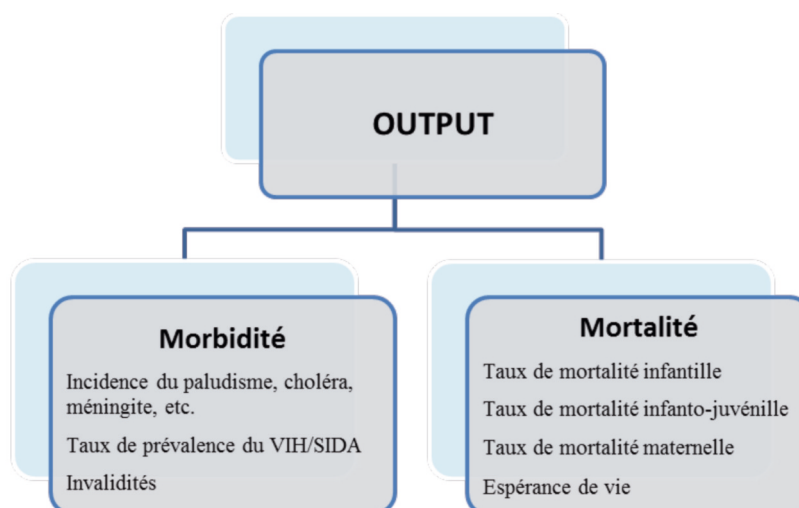 OUTPUT
Morbidité
Incidence du paludisme, choléra,
méningite, etc.
Taux de prévalence du VIH/SIDA
Invalidités
Mortalité
Taux de mortalité infantille
Taux de mortalité infanto-juvénille
Taux de mortalité maternelle
Espérance de vie